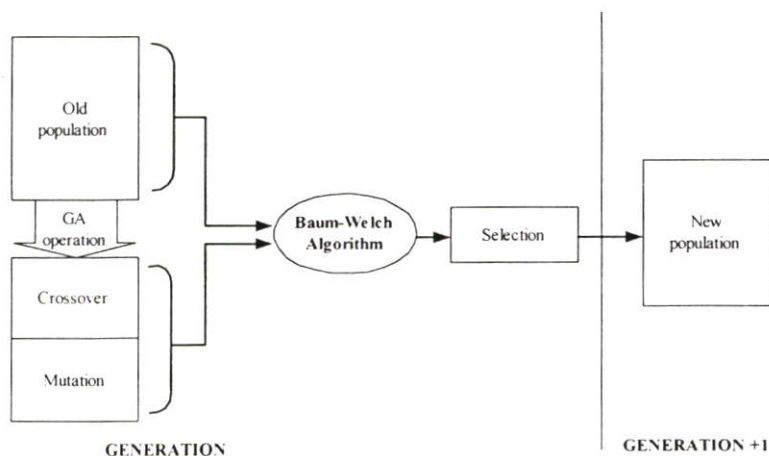 Old
population
GA
operation
Crossover
Mutation
Baum-Welch
Algorithm
Selection
New
population
GENERATION
GENERATION +1